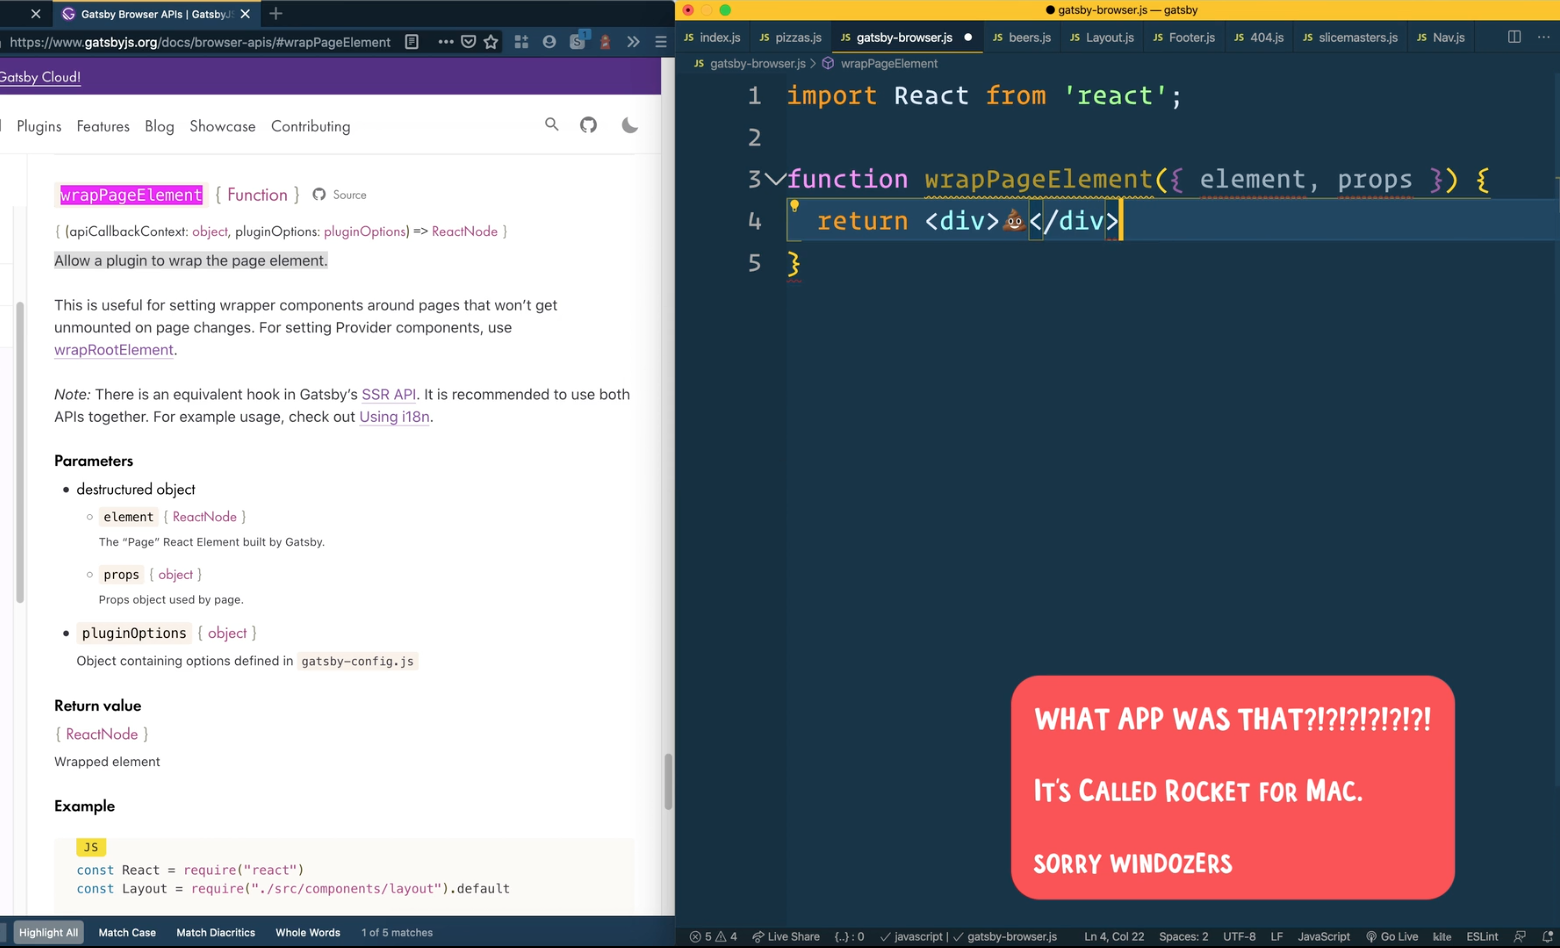 Gatsby Browser APIs | GatsbyJS
https://www.gatsbyjs.org/docs/browser-apis/#wrapPageElement
1
Gatsby Cloud!
Plugins Features Blog Showcase Contributing
wrapPageElement { Function } Source
{ (apiCallbackContext: object, pluginOptions: pluginOptions) => ReactNode }
Allow a plugin to wrap the page element.
This is useful for setting wrapper components around pages that won’t get
unmounted on page changes. For setting Provider components, use
wrapRootElement.
Note: There is an equivalent hook in Gatsby’s SSR API. It is recommended to use both
APIs together. For example usage, check out Using i18n.
Parameters
destructured object
element { ReactNode }
The “Page” React Element built by Gatsby.
props { object }
Props object used by page.
pluginOptions { object }
Object containing options defined in gatsby-config.js
Return value
{ ReactNode }
Wrapped element
Example
JS
const React = require("react")
const Layout = require("./src/components/layout").default
Highlight All Match Case Match Diacritics Whole Words 1 of 5 matches
gatsby-browser.js — gatsby
JS index.js JS pizzas.js JS gatsby-browser.js JS beers.js JS Layout.js JS Footer.js JS 404.js JS slicemasters.js JS Nav.js
JS gatsby-browser.js > wrapPageElement
1 import React from 'react';
2
3 function wrapPageElement({ element, props }) {
4 return <div>💩</div>
5 }
WHAT APP WAS THAT?!?!?!?!?!?!
It's Called Rocket for Mac.
SORRY WINDOZERS
5 4 Live Share {..} : 0 javascript | gatsby-browser.js Ln 4, Col 22 Spaces: 2 UTF-8 LF JavaScript Go Live kite ESLint